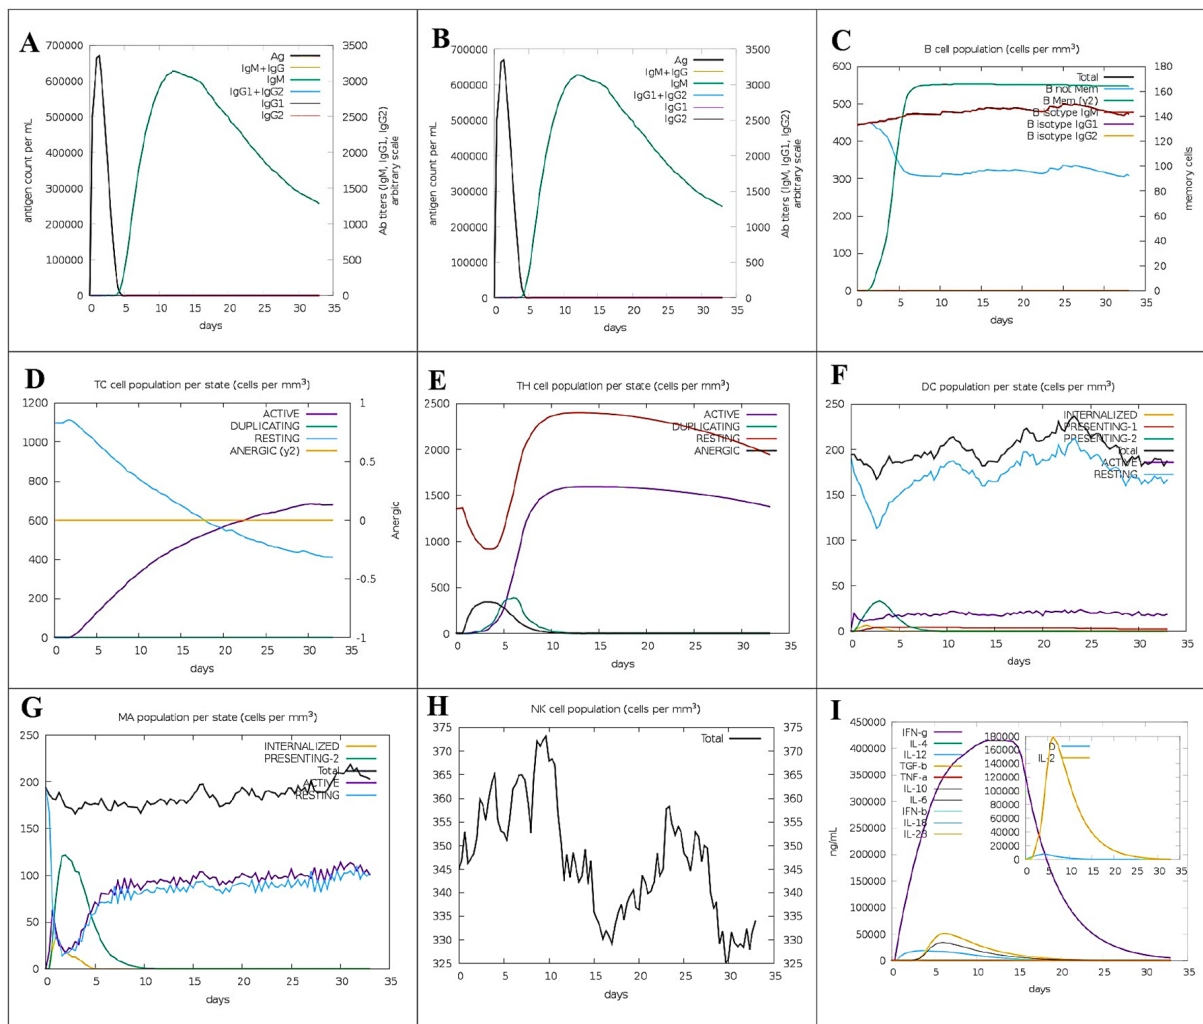 A
700000
600000
500000
400000
300000
200000
100000
0
antigen count per mL
Ag
IgM+IgG
IgM
IgG1+IgG2
IgG1
IgG2
3500
3000
2500
2000
1500
1000
500
0
Ab titers (IgM, IgG1, IgG2)
arbitrary scale
0 5 10 15 20 25 30 35
days
B
700000
600000
500000
400000
300000
200000
100000
0
antigen count per mL
Ag
IgM+IgG
IgM
IgG1+IgG2
IgG1
IgG2
3500
3000
2500
2000
1500
1000
500
0
Ab titers (IgM, IgG1, IgG2)
arbitrary scale
0 5 10 15 20 25 30 35
days
C
B cell population (cells per mm³)
600
500
400
300
200
100
0
Total
B not Mem
B Mem (y2)
B isotype IgM
B isotype IgG1
B isotype IgG2
180
160
140
120
100
80
60
40
20
0
memory cells
0 5 10 15 20 25 30 35
days
D
TC cell population per state (cells per mm³)
1200
1000
800
600
400
200
0
ACTIVE
DUPLICATING
RESTING
ANERGIC (y2)
1
0.5
0
-0.5
-1
Anergic
0 5 10 15 20 25 30 35
days
E
TH cell population per state (cells per mm³)
2500
2000
1500
1000
500
0
ACTIVE
DUPLICATING
RESTING
ANERGIC
0 5 10 15 20 25 30 35
days
F
DC population per state (cells per mm³)
250
200
150
100
50
0
INTERNALIZED
PRESENTING-1
PRESENTING-2
Total
ACTIVE
RESTING
0 5 10 15 20 25 30 35
days
G
MA population per state (cells per mm³)
250
200
150
100
50
0
INTERNALIZED
PRESENTING-2
Total
ACTIVE
RESTING
0 5 10 15 20 25 30 35
days
H
NK cell population (cells per mm³)
375
370
365
360
355
350
345
340
335
330
325
Total
375
370
365
360
355
350
345
340
335
330
325
0 5 10 15 20 25 30 35
days
I
450000
400000
350000
300000
250000
200000
150000
100000
50000
0
ng/mL
IFN-g
IL-4
IL-12
TGF-b
TNF-a
IL-10
IL-6
IFN-b
IL-18
IL-23
180000
160000
140000
120000
100000
80000
60000
40000
20000
0
D
IL-2
0 5 10 15 20 25 30 35
0 5 10 15 20 25 30 35
days